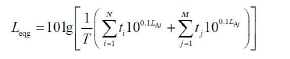 L_eqg = 10lg[ 1/T ( ∑_{i=1}^{N} t_i 10^{0.1L_{Ai}} + ∑_{j=1}^{M} t_j 10^{0.1L_{Aj}} ) ]